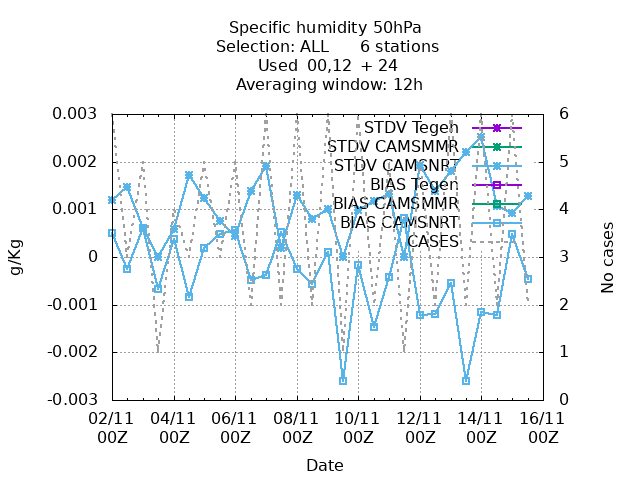 Specific humidity 50hPa
Selection: ALL 6 stations
Used 00,12 + 24
Averaging window: 12h
0.003
0.002
0.001
0
-0.001
-0.002
-0.003
g/Kg
6
5
4
3
2
1
0
No cases
STDV Tegen
STDV CAMSMMR
STDV CAMSNRT
BIAS Tegen
BIAS CAMSMMR
BIAS CAMSNRT
CASES
02/11 04/11 06/11 08/11 10/11 12/11 14/11 16/11
00Z 00Z 00Z 00Z 00Z 00Z 00Z 00Z
Date